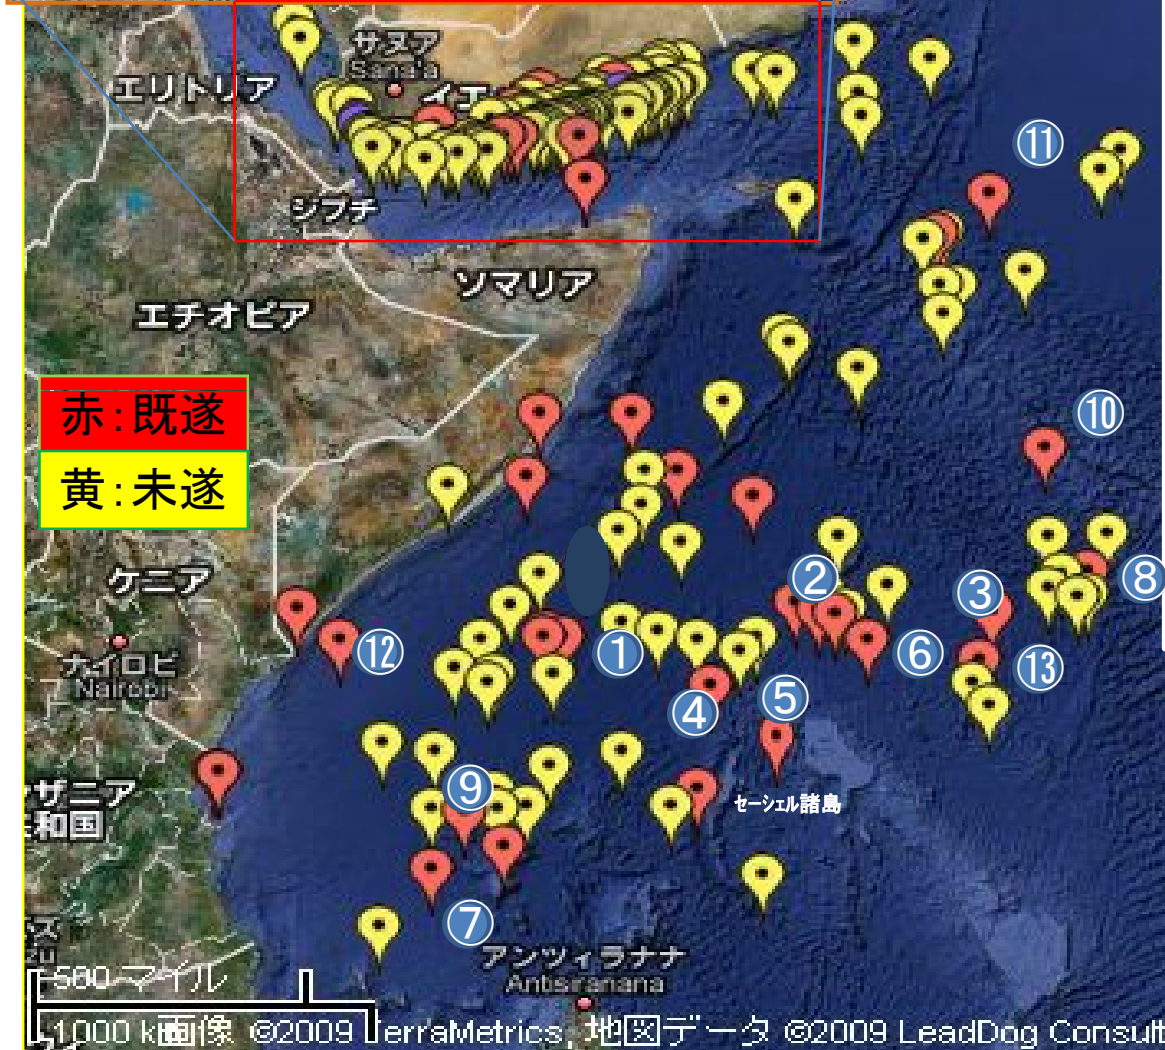 サヌア
Sana'a
エリトリア
イエ
⑪
ジブチ
ソマリア
エチオピア
赤：既遂
黄：未遂
⑩
ケニア
②
③
⑧
ナイロビ
Nairobi
⑫
①
⑥
⑬
④
⑤
ザニア
和国
⑨
セーシェル諸島
⑦
アンツィラナナ
Antsiranana
500 マイル
1000 k 画像 ©2009 TerraMetrics, 地図データ ©2009 LeadDog Consult